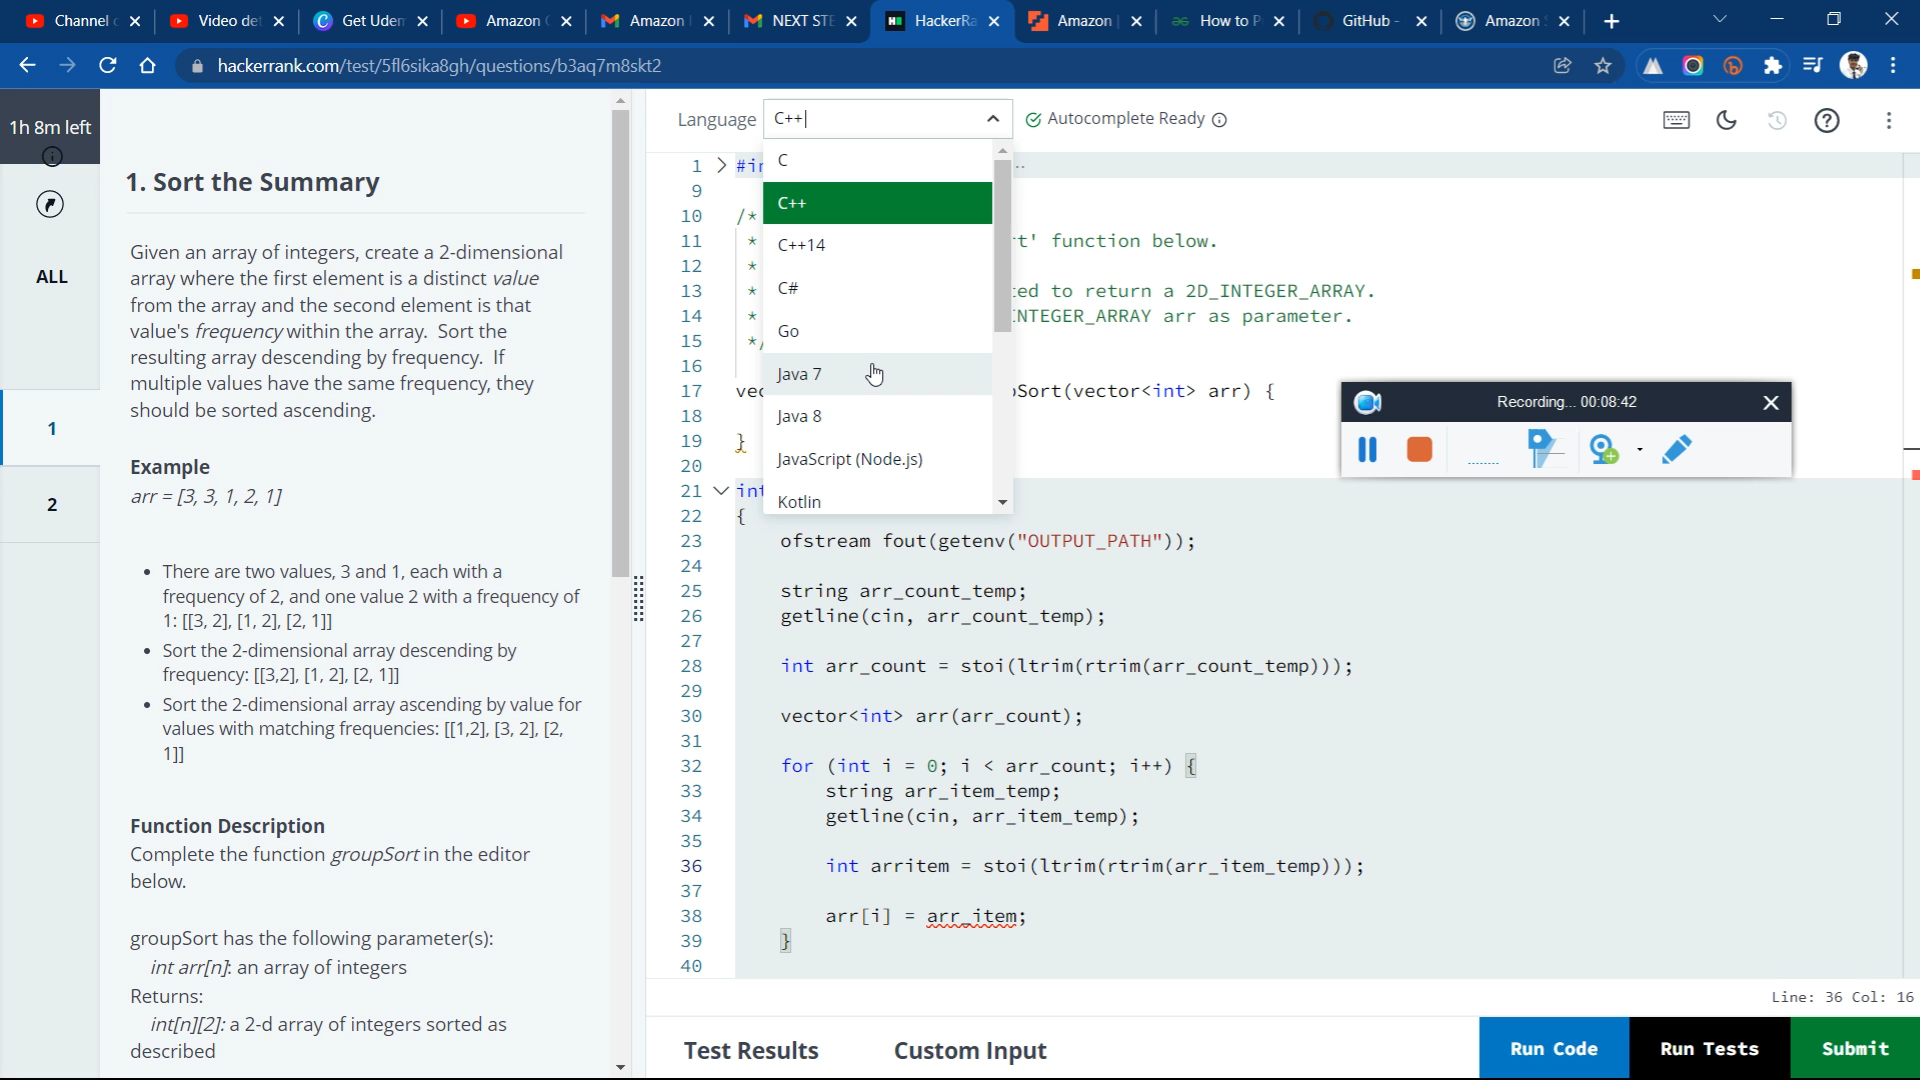 Channel c
Video det
Get Udem
Amazon C
Amazon I
NEXT STE
HackerRa
Amazon
How to P
GitHub -
Amazon S
hackerrank.com/test/5fl6sika8gh/questions/b3aq7m8skt2
1h 8m left
ALL
1
2
1. Sort the Summary
Given an array of integers, create a 2-dimensional
array where the first element is a distinct value
from the array and the second element is that
value's frequency within the array.  Sort the
resulting array descending by frequency.  If
multiple values have the same frequency, they
should be sorted ascending.
Example
arr = [3, 3, 1, 2, 1]
• There are two values, 3 and 1, each with a
frequency of 2, and one value 2 with a frequency of
1: [[3, 2], [1, 2], [2, 1]]
• Sort the 2-dimensional array descending by
frequency: [[3,2], [1, 2], [2, 1]]
• Sort the 2-dimensional array ascending by value for
values with matching frequencies: [[1,2], [3, 2], [2,
1]]
Function Description
Complete the function groupSort in the editor
below.
groupSort has the following parameter(s):
int arr[n]: an array of integers
Returns:
int[n][2]: a 2-d array of integers sorted as
described
Language C++
Autocomplete Ready
C
C++
C++14
C#
Go
Java 7
Java 8
JavaScript (Node.js)
Kotlin
1 #in ..
9
10 /*
11 * t' function below.
12 *
13 * ted to return a 2D_INTEGER_ARRAY.
14 * INTEGER_ARRAY arr as parameter.
15 */
16
17 vec pSort(vector<int> arr) {
18
19 }
20
21 int
22 {
23 ofstream fout(getenv("OUTPUT_PATH"));
24
25 string arr_count_temp;
26 getline(cin, arr_count_temp);
27
28 int arr_count = stoi(ltrim(rtrim(arr_count_temp)));
29
30 vector<int> arr(arr_count);
31
32 for (int i = 0; i < arr_count; i++) {
33 string arr_item_temp;
34 getline(cin, arr_item_temp);
35
36 int arritem = stoi(ltrim(rtrim(arr_item_temp)));
37
38 arr[i] = arr_item;
39 }
40
Recording... 00:08:42
Line: 36 Col: 16
Test Results
Custom Input
Run Code
Run Tests
Submit